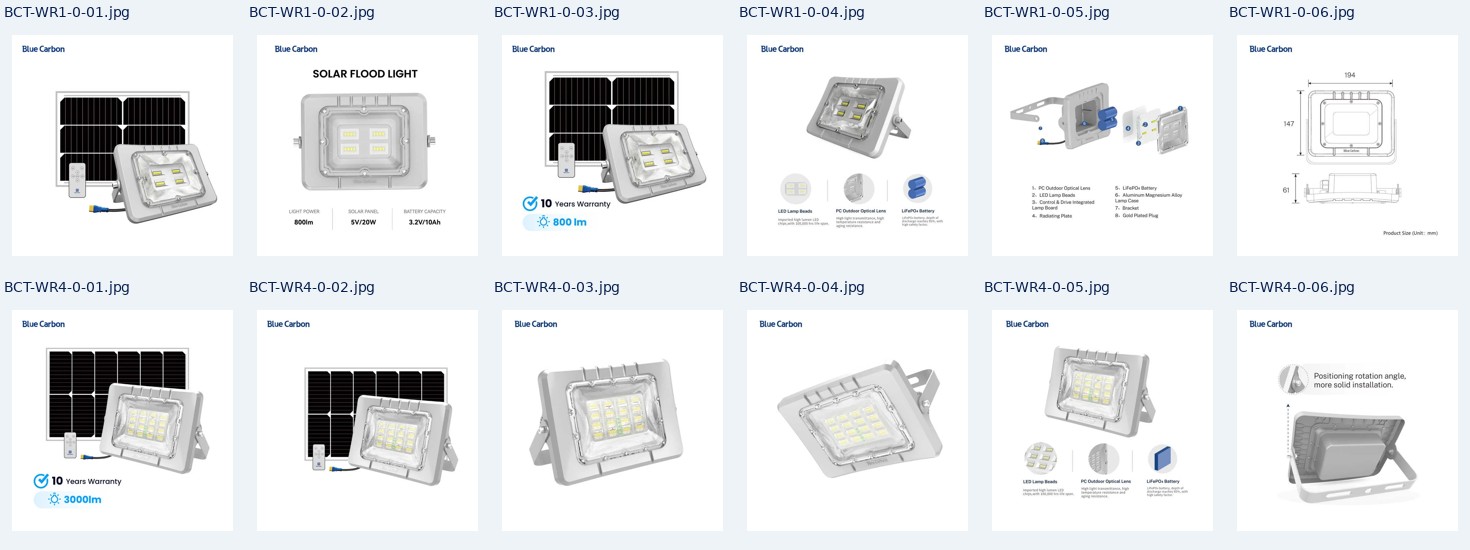 BCT-WR1-0-01.jpg
BCT-WR1-0-02.jpg
BCT-WR1-0-03.jpg
BCT-WR1-0-04.jpg
BCT-WR1-0-05.jpg
BCT-WR1-0-06.jpg
Blue Carbon
Blue Carbon
SOLAR FLOOD LIGHT
LIGHT POWER
800lm
SOLAR PANEL
5V/20W
BATTERY CAPACITY
3.2V/10Ah
Blue Carbon
10 Years Warranty
800 lm
Blue Carbon
LED Lamp Beads
PC Outdoor Optical Lens
LiFePO₄ Battery
Blue Carbon
1. PC Outdoor Optical Lens
2. LED Lamp Beads
3. Control & Drive Integrated
Lamp Board
4. Radiating Plate
5. LiFePO₄ Battery
6. Aluminum Magnesium Alloy
Lamp Case
7. Bracket
8. Gold Plated Plug
Blue Carbon
194
147
61
Product Size (Unit: mm)
BCT-WR4-0-01.jpg
BCT-WR4-0-02.jpg
BCT-WR4-0-03.jpg
BCT-WR4-0-04.jpg
BCT-WR4-0-05.jpg
BCT-WR4-0-06.jpg
Blue Carbon
10 Years Warranty
3000lm
Blue Carbon
Blue Carbon
Blue Carbon
Blue Carbon
LED Lamp Beads
PC Outdoor Optical Lens
LiFePO₄ Battery
Blue Carbon
Positioning rotation angle,
more solid installation.